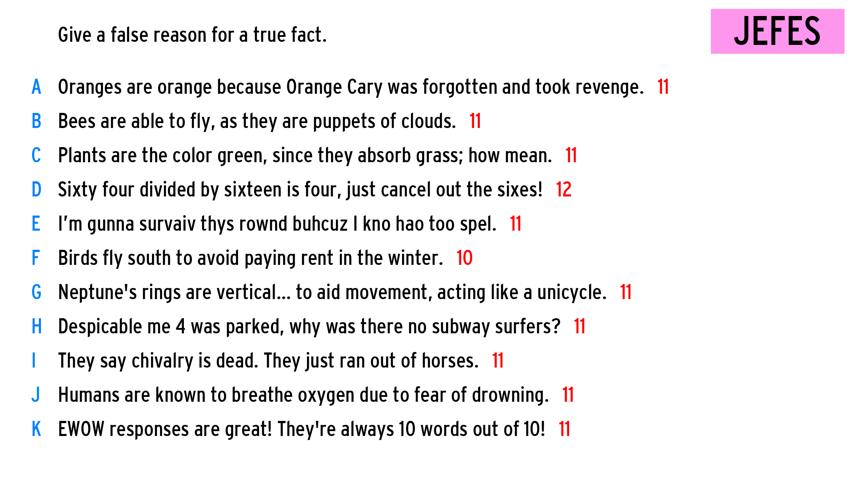 Give a false reason for a true fact.
JEFES
A Oranges are orange because Orange Cary was forgotten and took revenge. 11
B Bees are able to fly, as they are puppets of clouds. 11
C Plants are the color green, since they absorb grass; how mean. 11
D Sixty four divided by sixteen is four, just cancel out the sixes! 12
E I'm gunna survaiv thys rownd buhcuz I kno hao too spel. 11
F Birds fly south to avoid paying rent in the winter. 10
G Neptune's rings are vertical... to aid movement, acting like a unicycle. 11
H Despicable me 4 was parked, why was there no subway surfers? 11
I They say chivalry is dead. They just ran out of horses. 11
J Humans are known to breathe oxygen due to fear of drowning. 11
K EWOW responses are great! They're always 10 words out of 10! 11